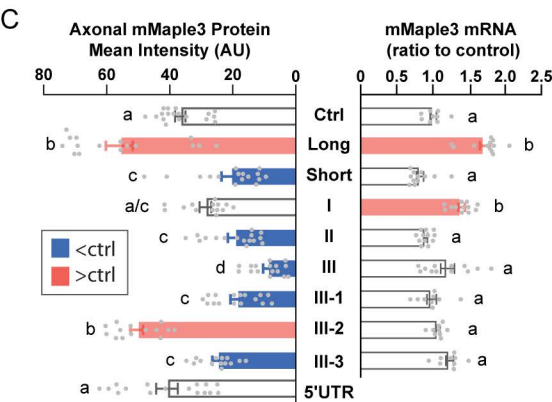 C
Axonal mMaple3 Protein
Mean Intensity (AU)
mMaple3 mRNA
(ratio to control)
80 60 40 20 0
0 0.5 1.0 1.5 2.0 2.5
a Ctrl a
b Long b
c Short a
a/c I b
c II a
d III a
c III-1 a
b III-2 a
c III-3 a
a 5'UTR
<ctrl
>ctrl